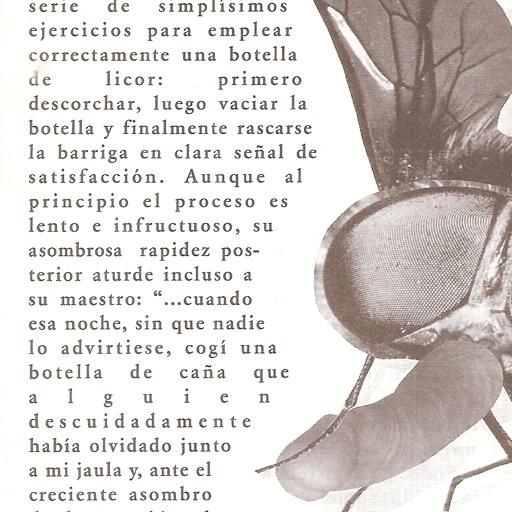 serie de simplísimos
ejercicios para emplear
correctamente una botella
de licor: primero
descorchar, luego vaciar la
botella y finalmente rascarse
la barriga en clara señal de
satisfacción. Aunque al
principio el proceso es
lento e infructuoso, su
asombrosa rapidez pos-
terior aturde incluso a
su maestro: “...cuando
esa noche, sin que nadie
lo advirtiese, cogí una
botella de caña que
alguien
descuidadamente
había olvidado junto
a mi jaula y, ante el
creciente asombro